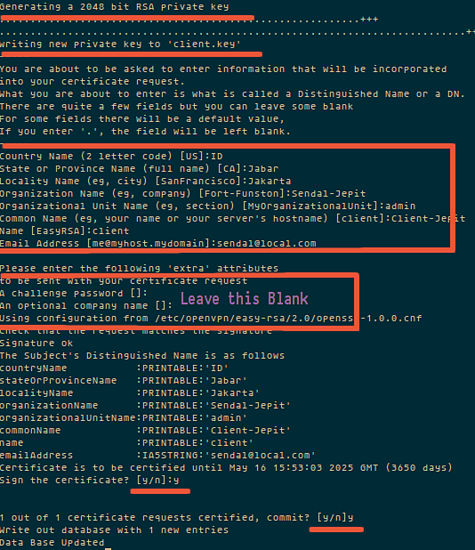 Generating a 2048 bit RSA private key
................................................................+++
.....................................................................................+++
writing new private key to 'client.key'
You are about to be asked to enter information that will be incorporated
into your certificate request.
What you are about to enter is what is called a Distinguished Name or a DN.
There are quite a few fields but you can leave some blank
For some fields there will be a default value,
If you enter '.', the field will be left blank.
Country Name (2 letter code) [US]:ID
State or Province Name (full name) [CA]:Jabar
Locality Name (eg, city) [SanFrancisco]:Jakarta
Organization Name (eg, company) [Fort-Funston]:Sendal-Jepit
Organizational Unit Name (eg, section) [MyOrganizationalUnit]:admin
Common Name (eg, your name or your server's hostname) [client]:Client-Jepit
Name [EasyRSA]:client
Email Address [me@myhost.mydomain]:sendal@local.com
Please enter the following 'extra' attributes
to be sent with your certificate request
A challenge password []:
An optional company name []:
Leave this Blank
Using configuration from /etc/openvpn/easy-rsa/2.0/openssl-1.0.0.cnf
Check that the request matches the signature
Signature ok
The Subject's Distinguished Name is as follows
countryName           :PRINTABLE:'ID'
stateOrProvinceName   :PRINTABLE:'Jabar'
localityName          :PRINTABLE:'Jakarta'
organizationName      :PRINTABLE:'Sendal-Jepit'
organizationalUnitName:PRINTABLE:'admin'
commonName            :PRINTABLE:'Client-Jepit'
name                  :PRINTABLE:'client'
emailAddress          :IA5STRING:'sendal@local.com'
Certificate is to be certified until May 16 15:53:03 2025 GMT (3650 days)
Sign the certificate? [y/n]:y
1 out of 1 certificate requests certified, commit? [y/n]y
Write out database with 1 new entries
Data Base Updated